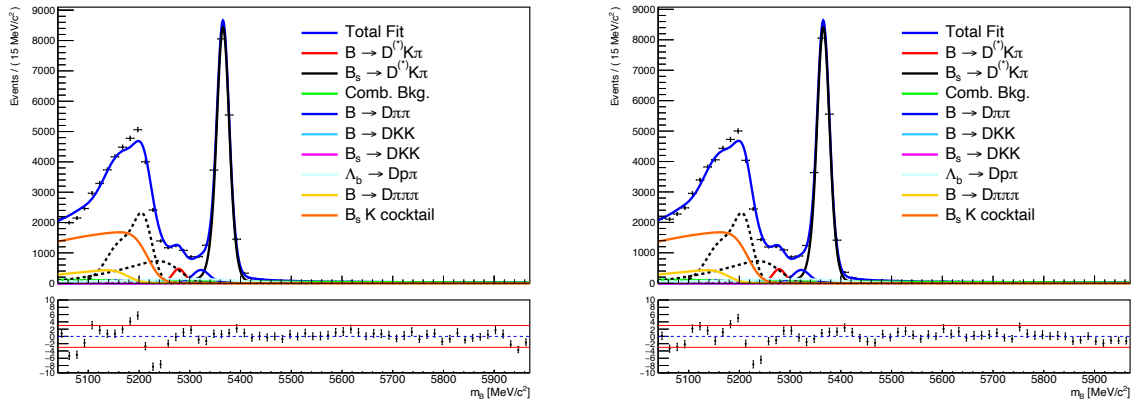 9000
8000
7000
6000
5000
4000
3000
2000
1000
0
Events / ( 15 MeV/c²)
Total Fit
B → D⁽*⁾Kπ
Bₛ → D⁽*⁾Kπ
Comb. Bkg.
B → Dππ
B → DKK
Bₛ → DKK
Λ_b → Dpπ
B → Dπππ
Bₛ K cocktail
10
8
6
4
2
0
−2
−4
−6
−8
−10
5100 5200 5300 5400 5500 5600 5700 5800 5900
m_B [MeV/c²]
9000
8000
7000
6000
5000
4000
3000
2000
1000
0
Events / ( 15 MeV/c²)
Total Fit
B → D⁽*⁾Kπ
Bₛ → D⁽*⁾Kπ
Comb. Bkg.
B → Dππ
B → DKK
Bₛ → DKK
Λ_b → Dpπ
B → Dπππ
Bₛ K cocktail
10
8
6
4
2
0
−2
−4
−6
−8
−10
5100 5200 5300 5400 5500 5600 5700 5800 5900
m_B [MeV/c²]